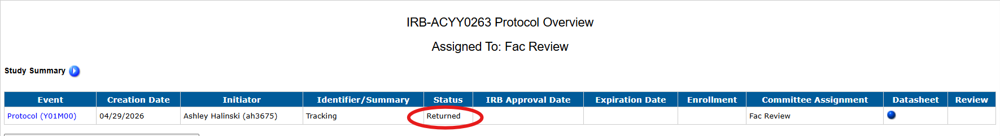 IRB-ACYY0263 Protocol Overview
Assigned To: Fac Review
Study Summary
Event Creation Date Initiator Identifier/Summary Status IRB Approval Date Expiration Date Enrollment Committee Assignment Datasheet Review
Protocol (Y01M00) 04/29/2026 Ashley Halinski (ah3675) Tracking Returned Fac Review